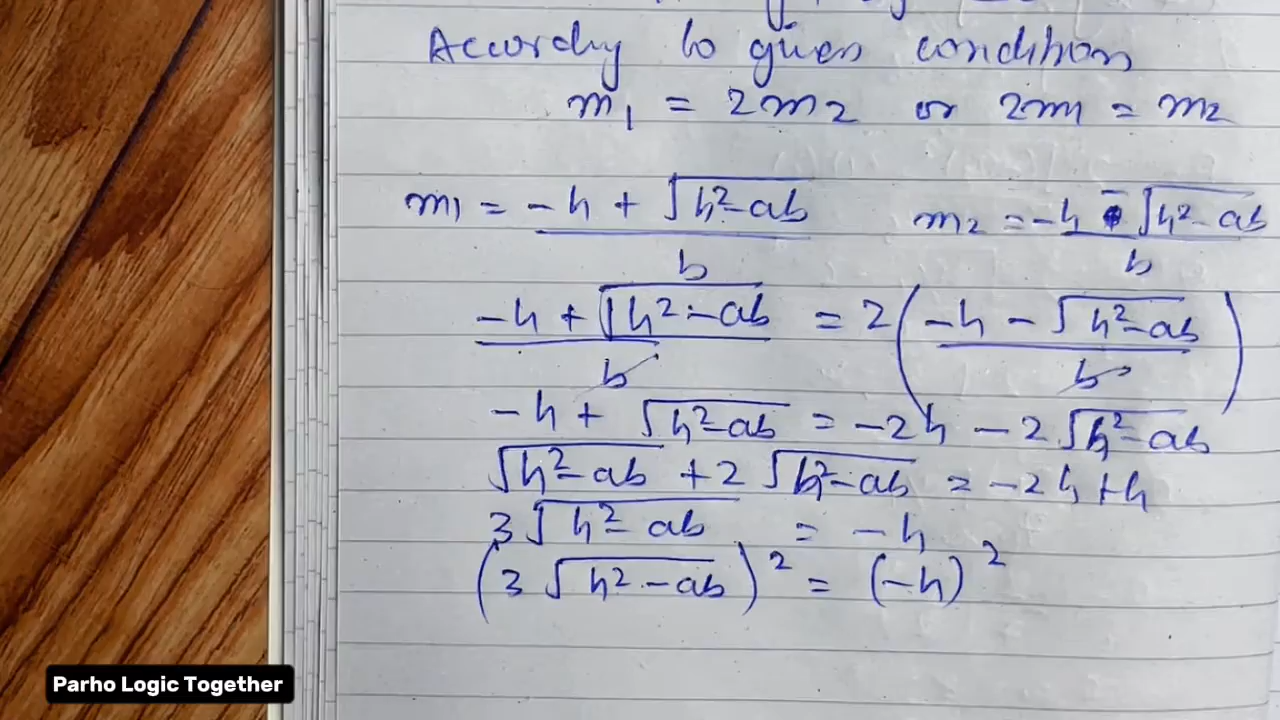 According to given condition
m₁ = 2m₂ or 2m₁ = m₂
m₁ = (-h + √(h²-ab))/b m₂ = (-h - √(h²-ab))/b
(-h + √(h²-ab))/b = 2((-h - √(h²-ab))/b)
-h + √(h²-ab) = -2h - 2√(h²-ab)
√(h²-ab) + 2√(h²-ab) = -2h+h
3√(h²-ab) = -h
(3√(h²-ab))² = (-h)²
Parho Logic Together